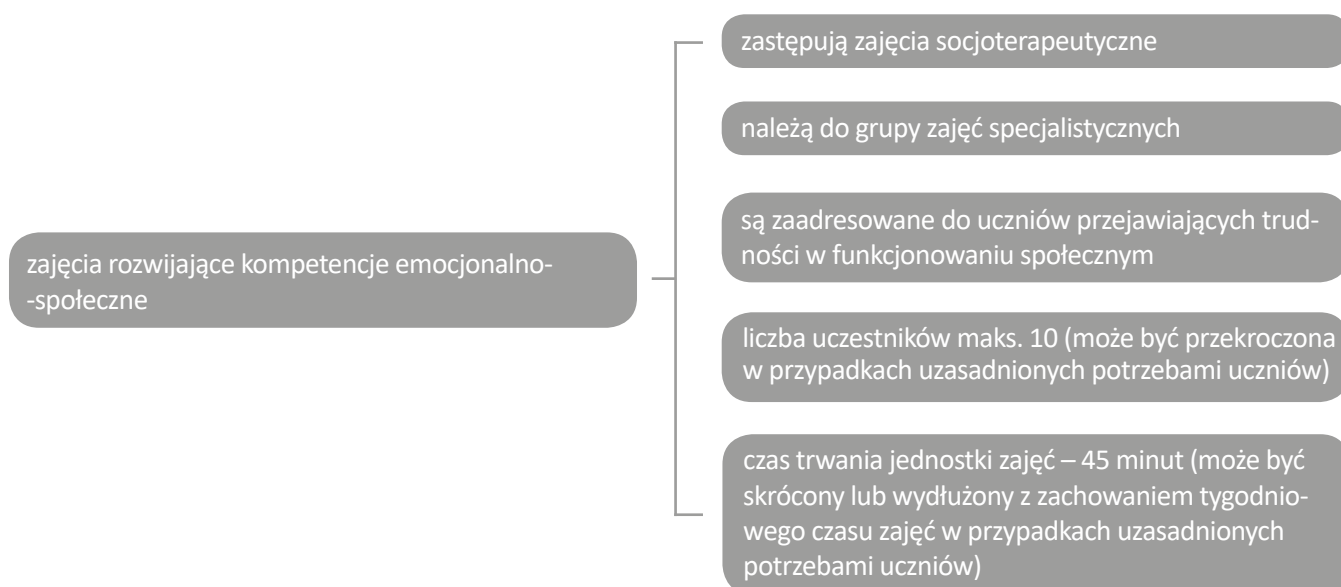 zajęcia rozwijające kompetencje emocjonalno-
-społeczne
zastępują zajęcia socjoterapeutyczne
należą do grupy zajęć specjalistycznych
są zaadresowane do uczniów przejawiających trud-
ności w funkcjonowaniu społecznym
liczba uczestników maks. 10 (może być przekroczona
w przypadkach uzasadnionych potrzebami uczniów)
czas trwania jednostki zajęć – 45 minut (może być
skrócony lub wydłużony z zachowaniem tygodnio-
wego czasu zajęć w przypadkach uzasadnionych
potrzebami uczniów)